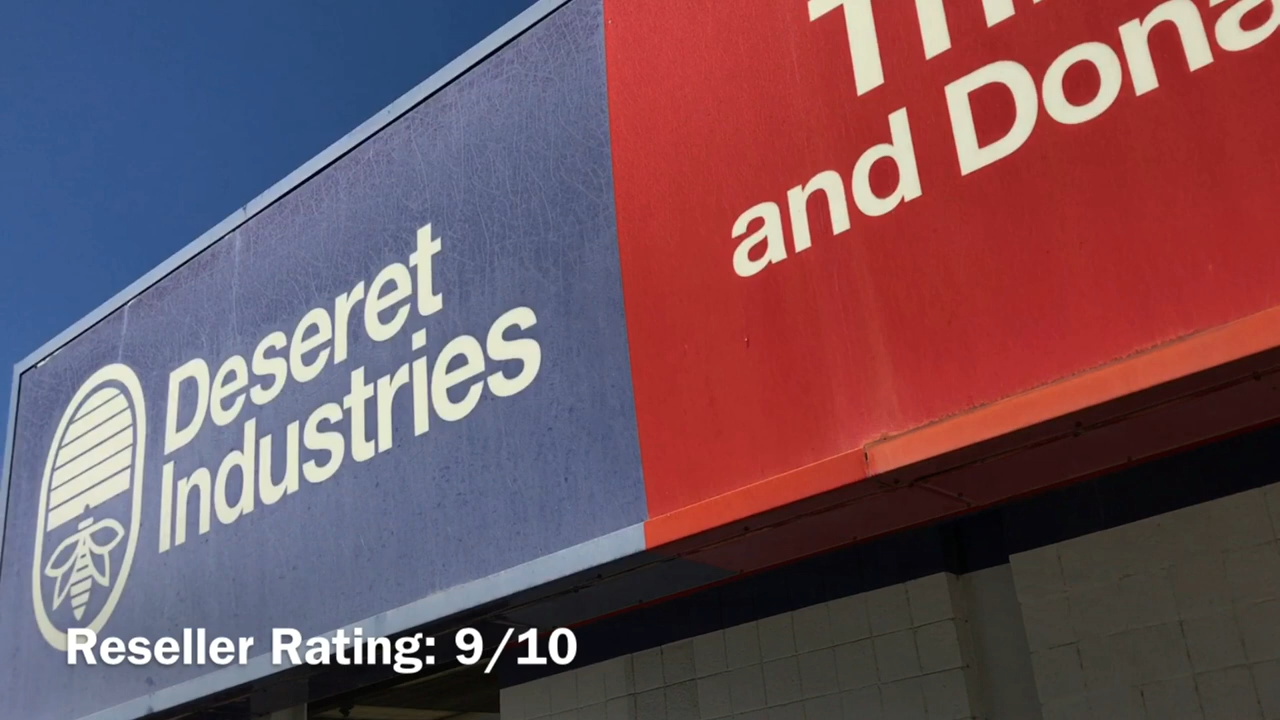 Deseret
Industries
and Dona
Reseller Rating: 9/10